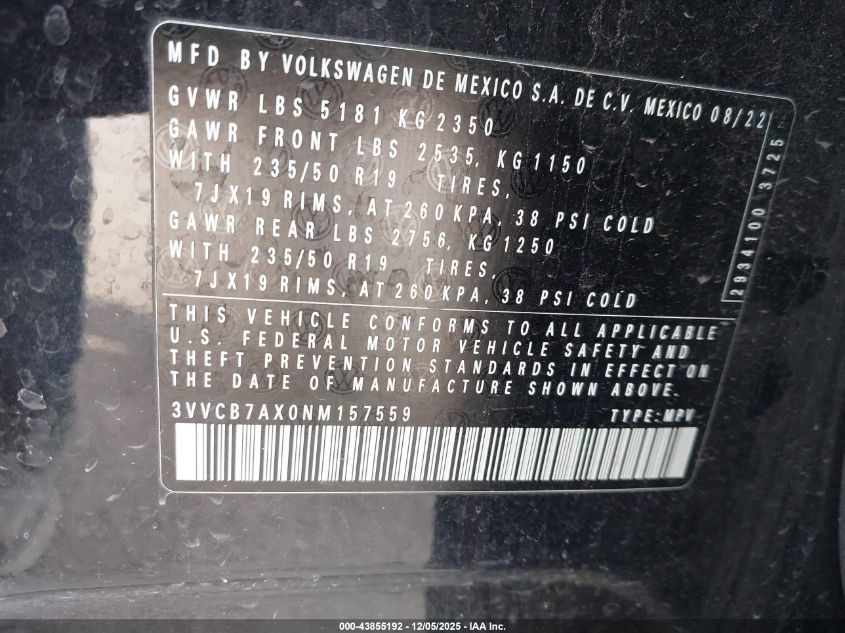 MFD BY VOLKSWAGEN DE MEXICO S.A. DE C.V. MEXICO 08/22
GVWR LBS 5181 KG 2350
GAWR FRONT LBS 2535, KG 1150
WITH 235/50 R19 TIRES,
7JX19 RIMS, AT 260 KPA, 38 PSI COLD
GAWR REAR LBS 2756, KG 1250
WITH 235/50 R19 TIRES,
7JX19 RIMS, AT 260 KPA, 38 PSI COLD
2934100 3725
THIS VEHICLE CONFORMS TO ALL APPLICABLE
U.S. FEDERAL MOTOR VEHICLE SAFETY AND
THEFT PREVENTION STANDARDS IN EFFECT ON
THE DATE OF MANUFACTURE SHOWN ABOVE.
3VVCB7AX0NM157559 TYPE:MPV
000-43855192 - 12/05/2025 - IAA Inc.